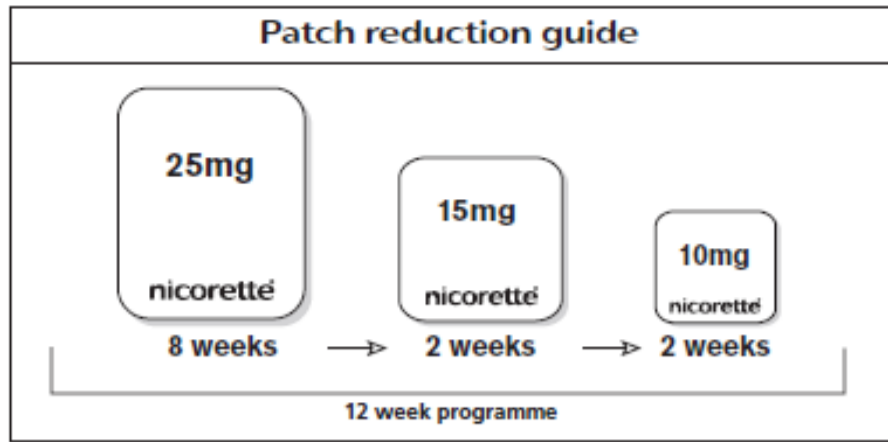 Patch reduction guide
25mg
nicorette
15mg
nicorette
10mg
nicorette
8 weeks
2 weeks
2 weeks
12 week programme